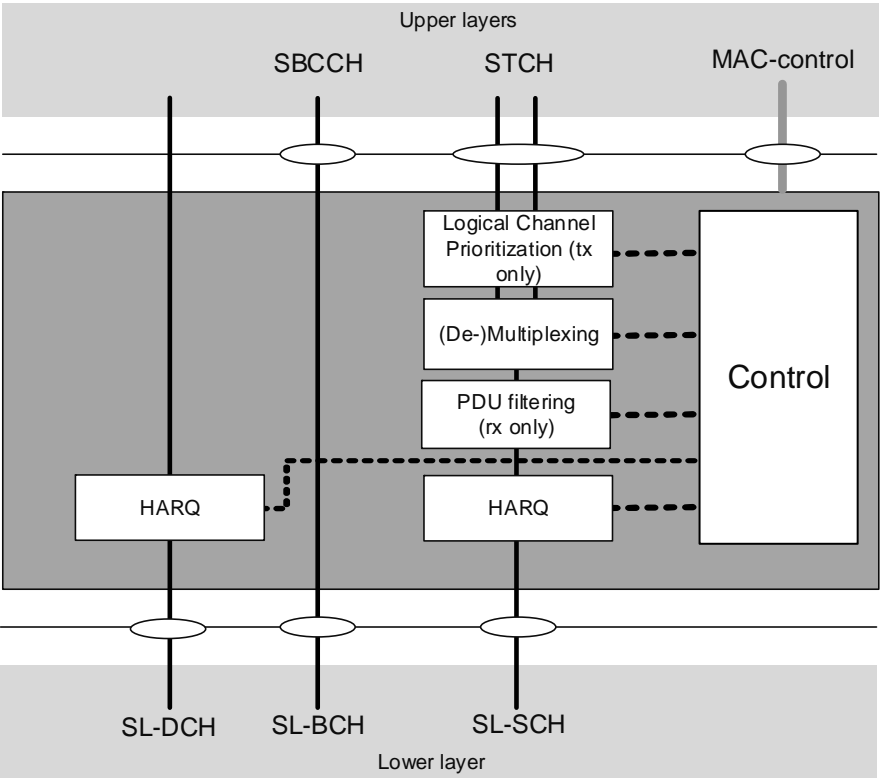 Upper layers
SBCCH
STCH
MAC-control
Logical Channel
Prioritization (tx
only)
(De-)Multiplexing
PDU filtering
(rx only)
Control
HARQ
HARQ
SL-DCH
SL-BCH
SL-SCH
Lower layer